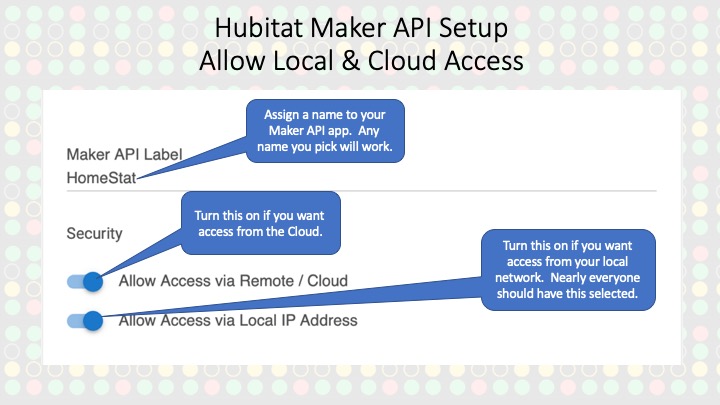 Hubitat Maker API Setup
Allow Local & Cloud Access
Assign a name to your
Maker API app.  Any
name you pick will work.
Maker API Label
HomeStat
Turn this on if you want
access from the Cloud.
Security
Turn this on if you want
access from your local
network.  Nearly everyone
should have this selected.
Allow Access via Remote / Cloud
Allow Access via Local IP Address